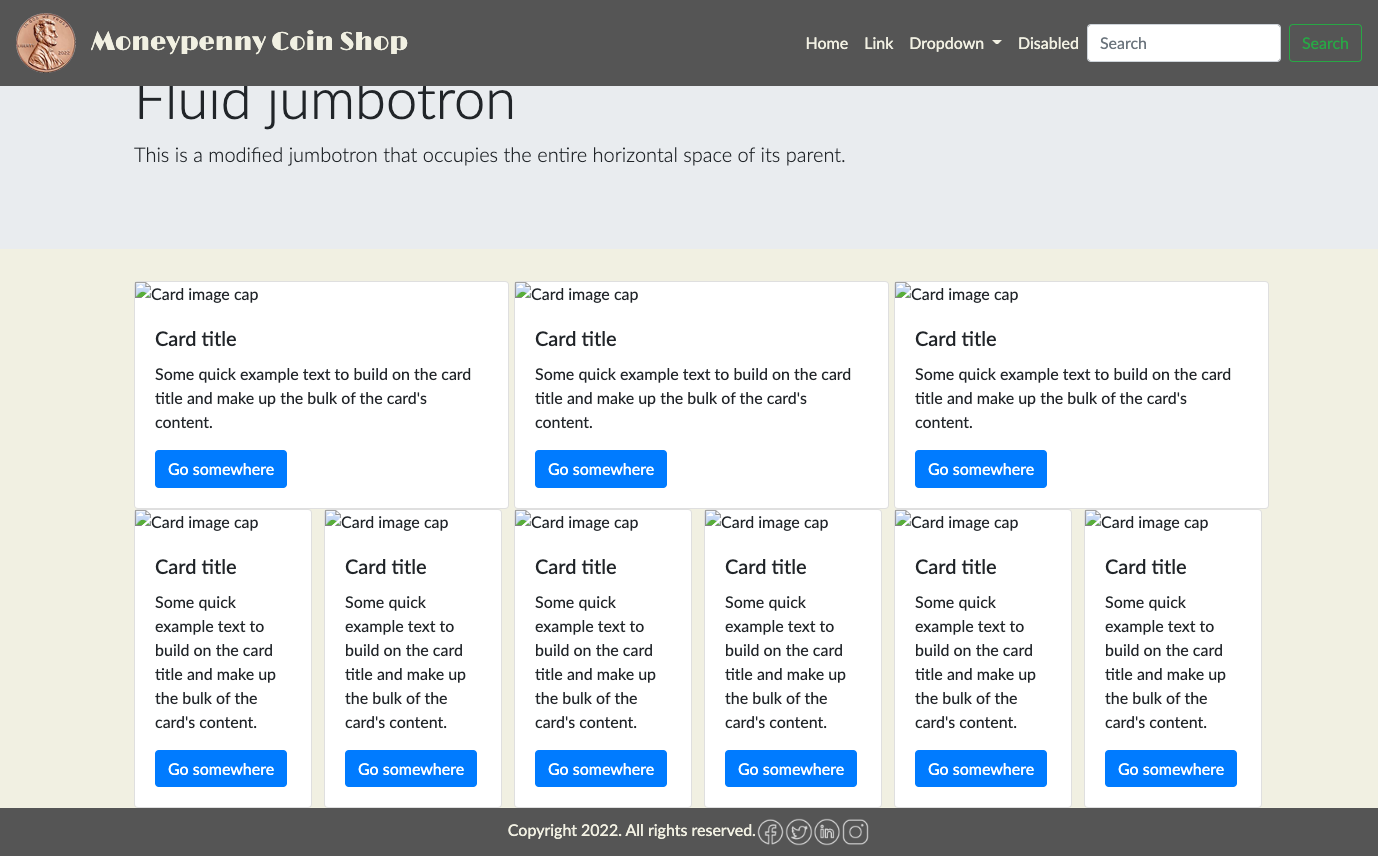 Moneypenny Coin Shop
Home Link Dropdown Disabled Search Search
Fluid jumbotron
This is a modified jumbotron that occupies the entire horizontal space of its parent.
Card image cap
Card title
Some quick example text to build on the card
title and make up the bulk of the card's
content.
Go somewhere
Card image cap
Card title
Some quick example text to build on the card
title and make up the bulk of the card's
content.
Go somewhere
Card image cap
Card title
Some quick example text to build on the card
title and make up the bulk of the card's
content.
Go somewhere
Card image cap
Card title
Some quick
example text to
build on the card
title and make up
the bulk of the
card's content.
Go somewhere
Card image cap
Card title
Some quick
example text to
build on the card
title and make up
the bulk of the
card's content.
Go somewhere
Card image cap
Card title
Some quick
example text to
build on the card
title and make up
the bulk of the
card's content.
Go somewhere
Card image cap
Card title
Some quick
example text to
build on the card
title and make up
the bulk of the
card's content.
Go somewhere
Card image cap
Card title
Some quick
example text to
build on the card
title and make up
the bulk of the
card's content.
Go somewhere
Card image cap
Card title
Some quick
example text to
build on the card
title and make up
the bulk of the
card's content.
Go somewhere
Copyright 2022. All rights reserved.